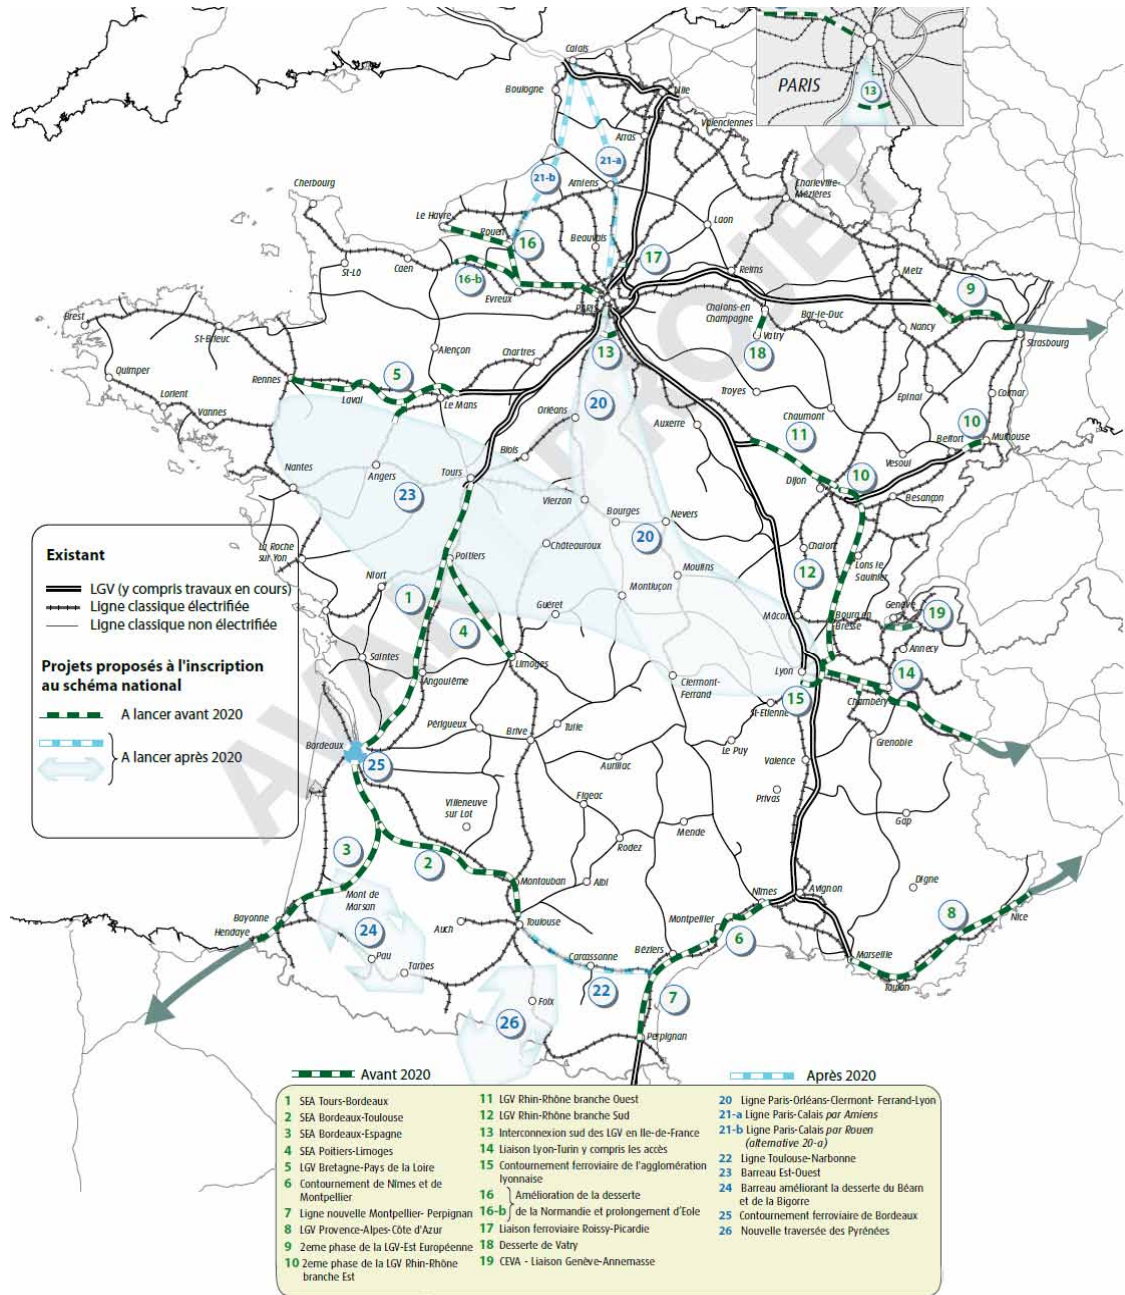 Calais
Boulogne
Lille
PARIS
13
Valenciennes
Arras
21-a
21-b
Amiens
Charleville-
Mézières
Cherbourg
Le Havre
Rouen
16
Beauvais
Laon
17
St-Lô
Caen
16-b
Evreux
PARIS
Reims
Metz
9
Chalons-en
Champagne
Bar-le-Duc
Nancy
Strasbourg
Brest
St-Brieuc
Alençon
Chartres
13
Vatry
18
Quimper
Rennes
5
Laval
Le Mans
Lorient
Vannes
Orléans
20
Troyes
Auxerre
Chaumont
Epinal
Colmar
11
10
Belfort
Mulhouse
Vesoul
Nantes
Angers
Tours
Blois
23
Vierzon
Dijon
10
Besançon
Bourges
Nevers
20
La Roche
sur Yon
Poitiers
Châteauroux
Chalon
Lons le
Saulnier
Niort
1
4
Guéret
Montluçon
Moulins
12
Mâcon
Bourg en
Bresse
Genève
19
Annecy
Saintes
Angoulême
Limoges
Clermont-
Ferrand
Lyon
14
15
St-Etienne
Chambéry
Périgueux
Brive
Tulle
Bordeaux
25
Le Puy
Grenoble
Valence
Aurillac
Privas
Villeneuve
sur Lot
Figeac
Mende
Gap
Rodez
3
2
Montauban
Albi
Nîmes
Avignon
Digne
Mont de
Marsan
Bayonne
Hendaye
24
Auch
Toulouse
Montpellier
6
8
Nice
Pau
Tarbes
Béziers
Carcassonne
22
Marseille
Toulon
Foix
26
7
Perpignan
AVANT PROJET
Existant
LGV (y compris travaux en cours)
Ligne classique électrifiée
Ligne classique non électrifiée
Projets proposés à l'inscription
au schéma national
A lancer avant 2020
A lancer après 2020
Avant 2020
1 SEA Tours-Bordeaux
2 SEA Bordeaux-Toulouse
3 SEA Bordeaux-Espagne
4 SEA Poitiers-Limoges
5 LGV Bretagne-Pays de la Loire
6 Contournement de Nîmes et de
Montpellier
7 Ligne nouvelle Montpellier- Perpignan
8 LGV Provence-Alpes-Côte d'Azur
9 2eme phase de la LGV-Est Européenne
10 2eme phase de la LGV Rhin-Rhône
branche Est
11 LGV Rhin-Rhône branche Ouest
12 LGV Rhin-Rhône branche Sud
13 Interconnexion sud des LGV en Ile-de-France
14 Liaison Lyon-Turin y compris les accès
15 Contournement ferroviaire de l'agglomération
lyonnaise
16 Amélioration de la desserte
16-b de la Normandie et prolongement d'Eole
17 Liaison ferroviaire Roissy-Picardie
18 Desserte de Vatry
19 CEVA - Liaison Genève-Annemasse
Après 2020
20 Ligne Paris-Orléans-Clermont- Ferrand-Lyon
21-a Ligne Paris-Calais par Amiens
21-b Ligne Paris-Calais par Rouen
(alternative 20-a)
22 Ligne Toulouse-Narbonne
23 Barreau Est-Ouest
24 Barreau améliorant la desserte du Béarn
et de la Bigorre
25 Contournement ferroviaire de Bordeaux
26 Nouvelle traversée des Pyrénées